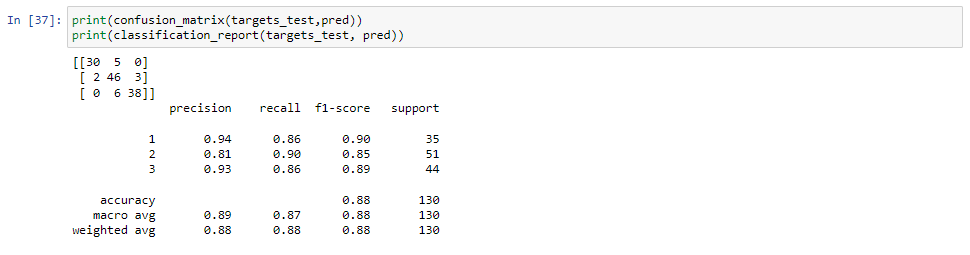 In [37]: print(confusion_matrix(targets_test,pred))
print(classification_report(targets_test, pred))
[[30  5  0]
 [ 2 46  3]
 [ 0  6 38]]
              precision    recall  f1-score   support

           1       0.94      0.86      0.90        35
           2       0.81      0.90      0.85        51
           3       0.93      0.86      0.89        44

    accuracy                           0.88       130
   macro avg       0.89      0.87      0.88       130
weighted avg       0.88      0.88      0.88       130